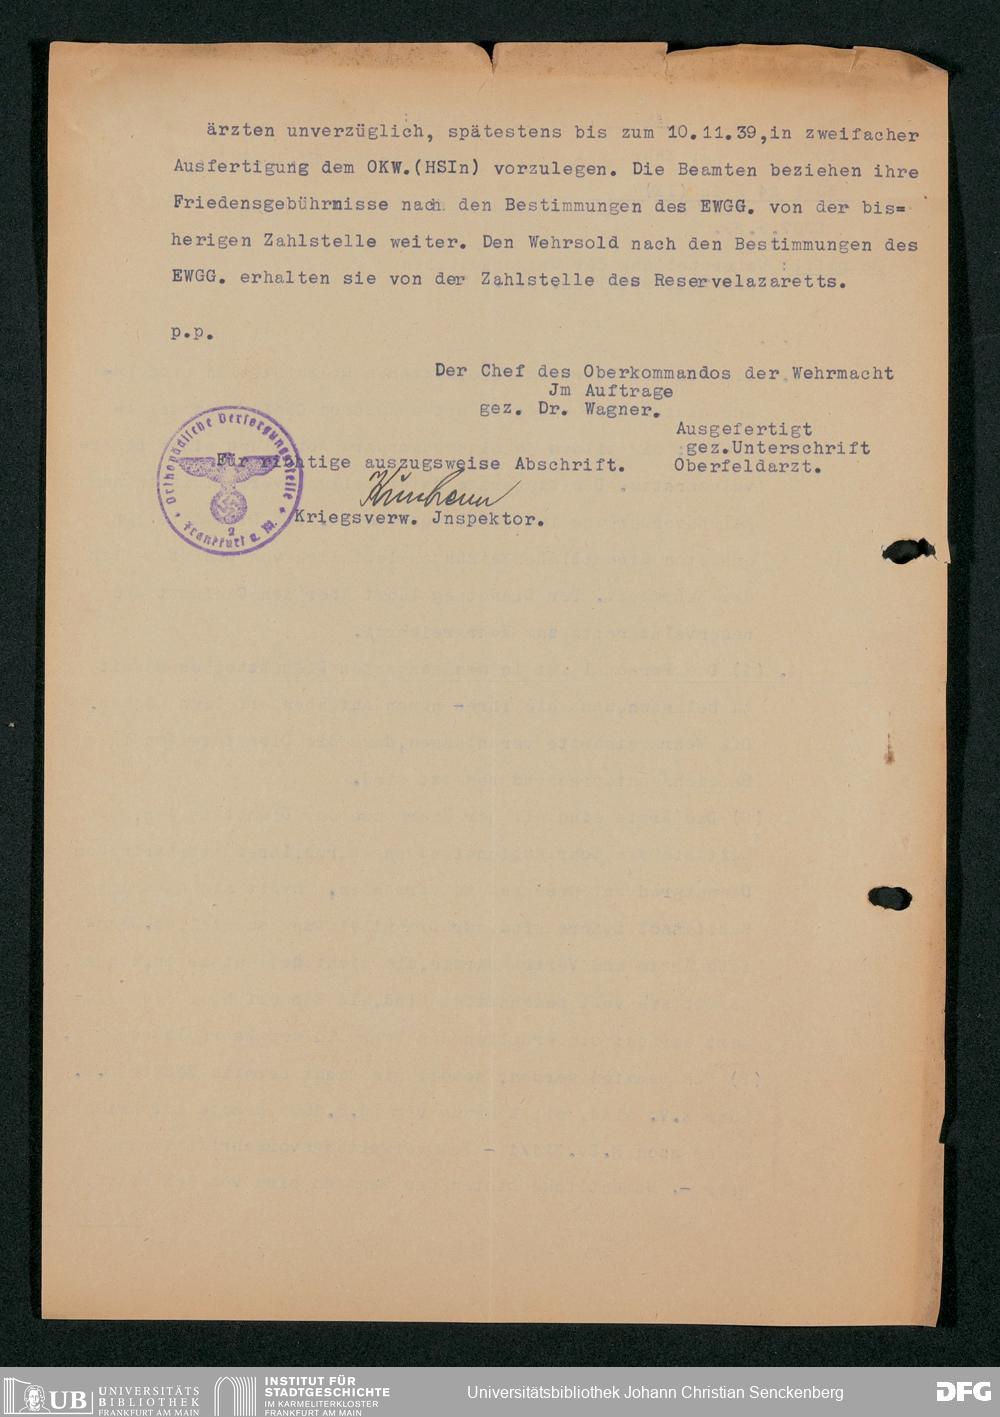 ärzten unverzüglich, spätestens bis zum 10.11.39,in zweifacher
Ausfertigung dem OKW.(HSIn) vorzulegen. Die Beamten beziehen ihre
Friedensgebührnisse nach den Bestimmungen des EWGG. von der bis=
herigen Zahlstelle weiter. Den Wehrsold nach den Bestimmungen des
EWGG. erhalten sie von der Zahlstelle des Reservelazaretts.
p.p.
Der Chef des Oberkommandos der Wehrmacht
Jm Auftrage
gez. Dr. Wagner.
Ausgefertigt
gez.Unterschrift
Oberfeldarzt.
Für richtige auszugsweise Abschrift.
Kriegsverw. Jnspektor.
Orthopädische Versorgungsstelle
2
Frankfurt a. M.
UB UNIVERSITÄTS
BIBLIOTHEK
FRANKFURT AM MAIN
INSTITUT FÜR
STADTGESCHICHTE
IM KARMELITERKLOSTER
FRANKFURT AM MAIN
Universitätsbibliothek Johann Christian Senckenberg
DFG